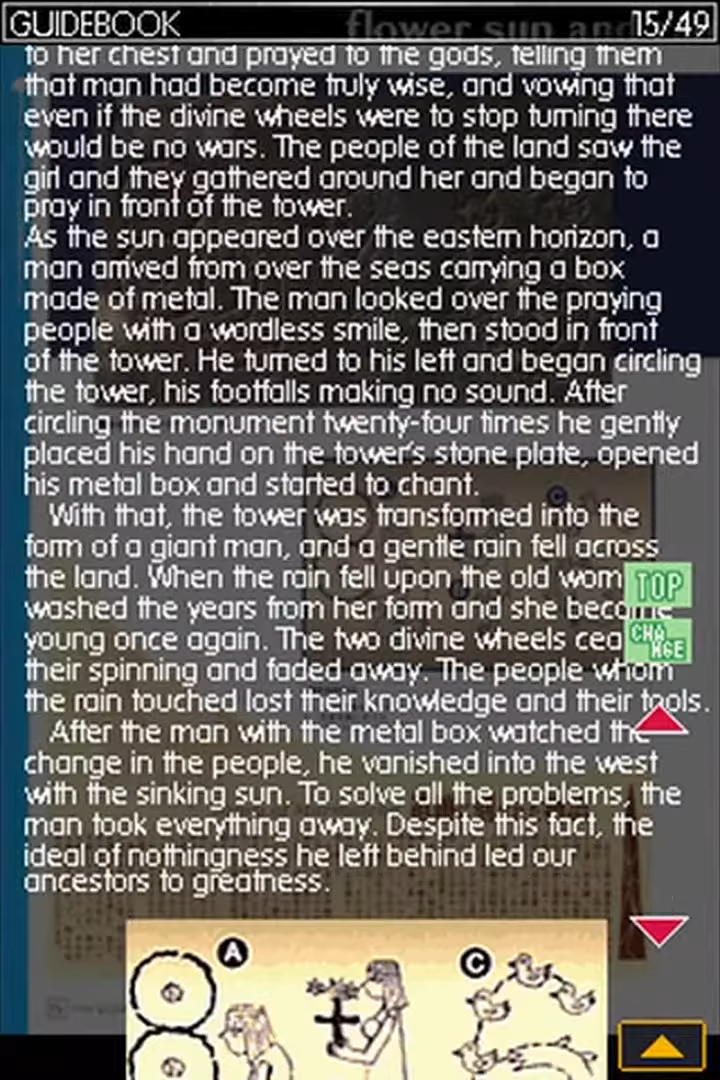 GUIDEBOOK
flower sun and
15/49
to her chest and prayed to the gods, telling them
that man had become truly wise, and vowing that
even if the divine wheels were to stop turning there
would be no wars. The people of the land saw the
girl and they gathered around her and began to
pray in front of the tower.
As the sun appeared over the eastern horizon, a
man arrived from over the seas carrying a box
made of metal. The man looked over the praying
people with a wordless smile, then stood in front
of the tower. He turned to his left and began circling
the tower, his footfalls making no sound. After
circling the monument twenty-four times he gently
placed his hand on the tower's stone plate, opened
his metal box and started to chant.
With that, the tower was transformed into the
form of a giant man, and a gentle rain fell across
the land. When the rain fell upon the old wom
washed the years from her form and she became
young once again. The two divine wheels cea
their spinning and faded away. The people whom
the rain touched lost their knowledge and their tools.
After the man with the metal box watched the
change in the people, he vanished into the west
with the sinking sun. To solve all the problems, the
man took everything away. Despite this fact, the
ideal of nothingness he left behind led our
ancestors to greatness.
TOP
CHA
NGE
A
C